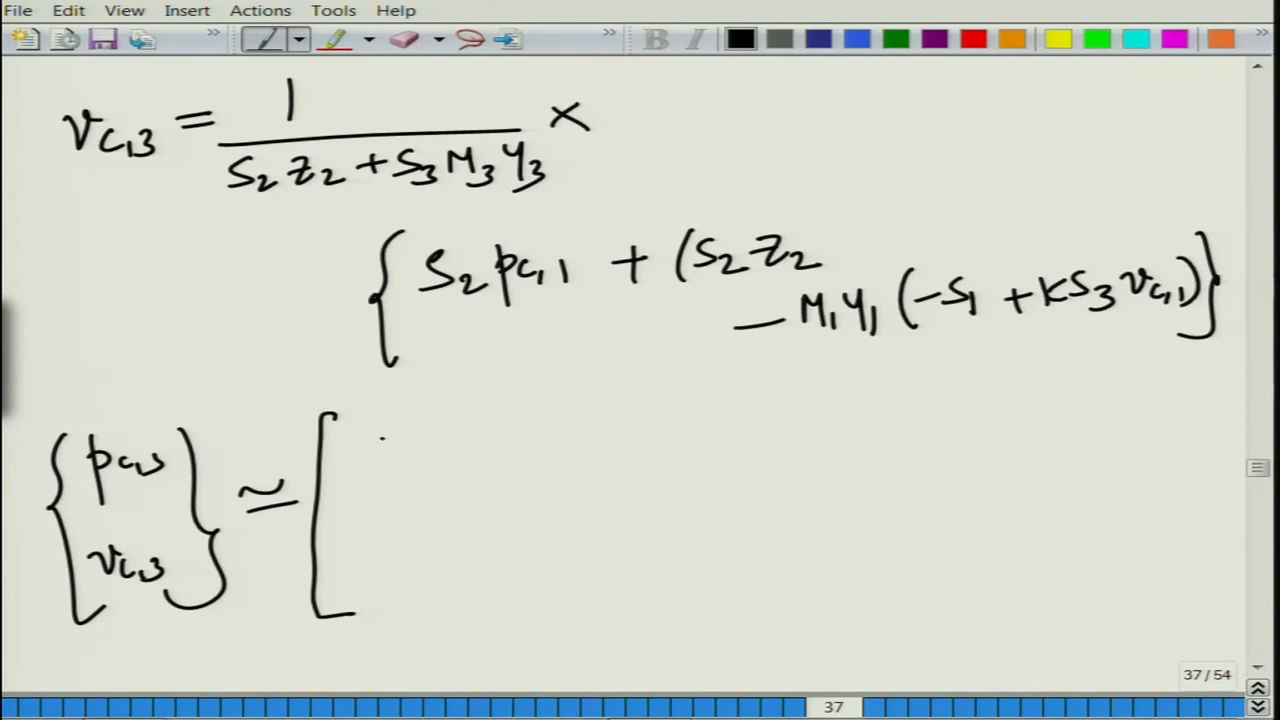 File Edit View Insert Actions Tools Help
B I
v_{c,3} = \frac{1}{S_2 Z_2 + S_3 M_3 Y_3} ×
{ S_2 p_{c,1} + (S_2 Z_2
— M_1 Y_1 (-S_1 + K S_3 v_{c,1}) }
{ p_{c,3}
v_{c,3} } ≃ [
37 / 54
37